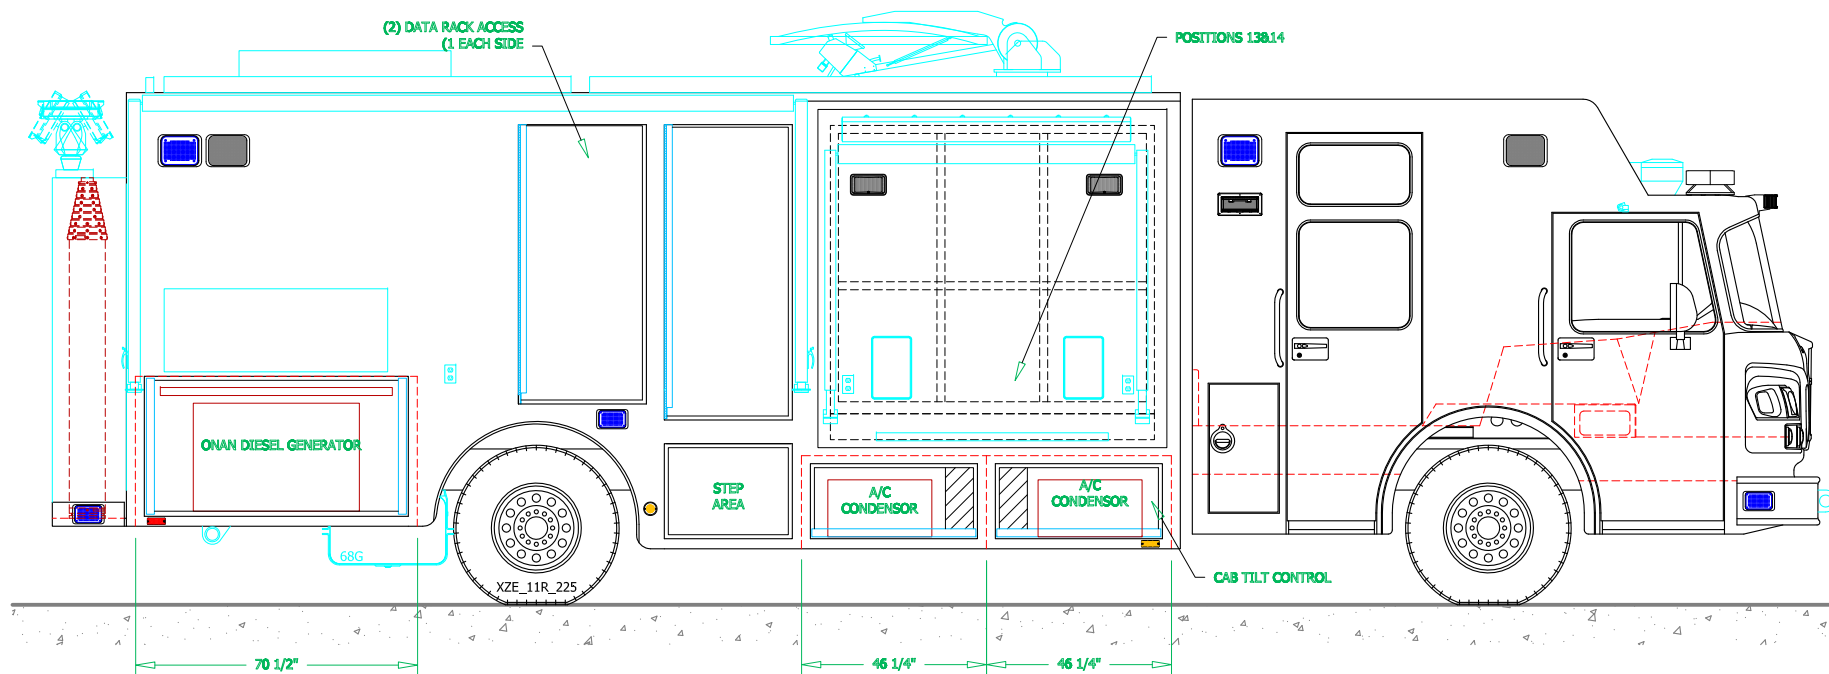 (2) DATA RACK ACCESS
(1 EACH SIDE
POSITIONS 13&14
ONAN DIESEL GENERATOR
STEP
AREA
A/C
CONDENSOR
A/C
CONDENSOR
68G
XZE_11R_225
CAB TILT CONTROL
70 1/2"
46 1/4"
46 1/4"